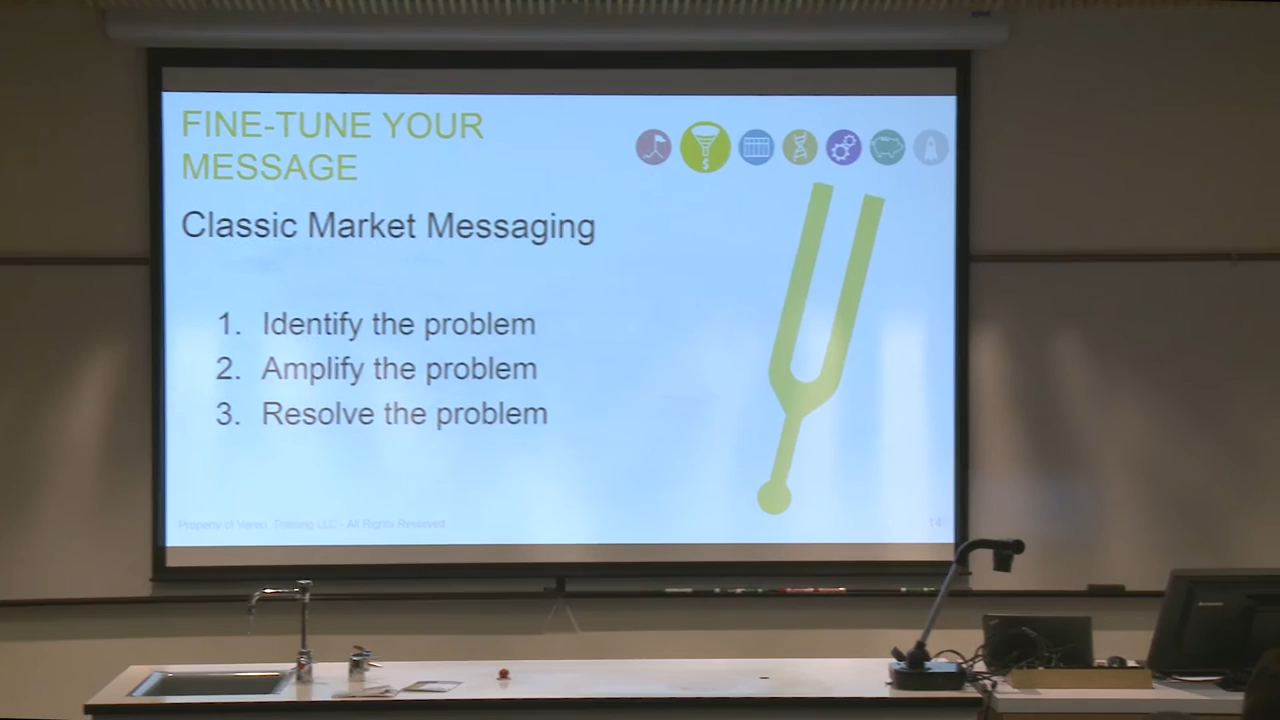 FINE-TUNE YOUR
MESSAGE
$
Classic Market Messaging
1. Identify the problem
2. Amplify the problem
3. Resolve the problem
Property of Training LLC - All Rights Reserved
14